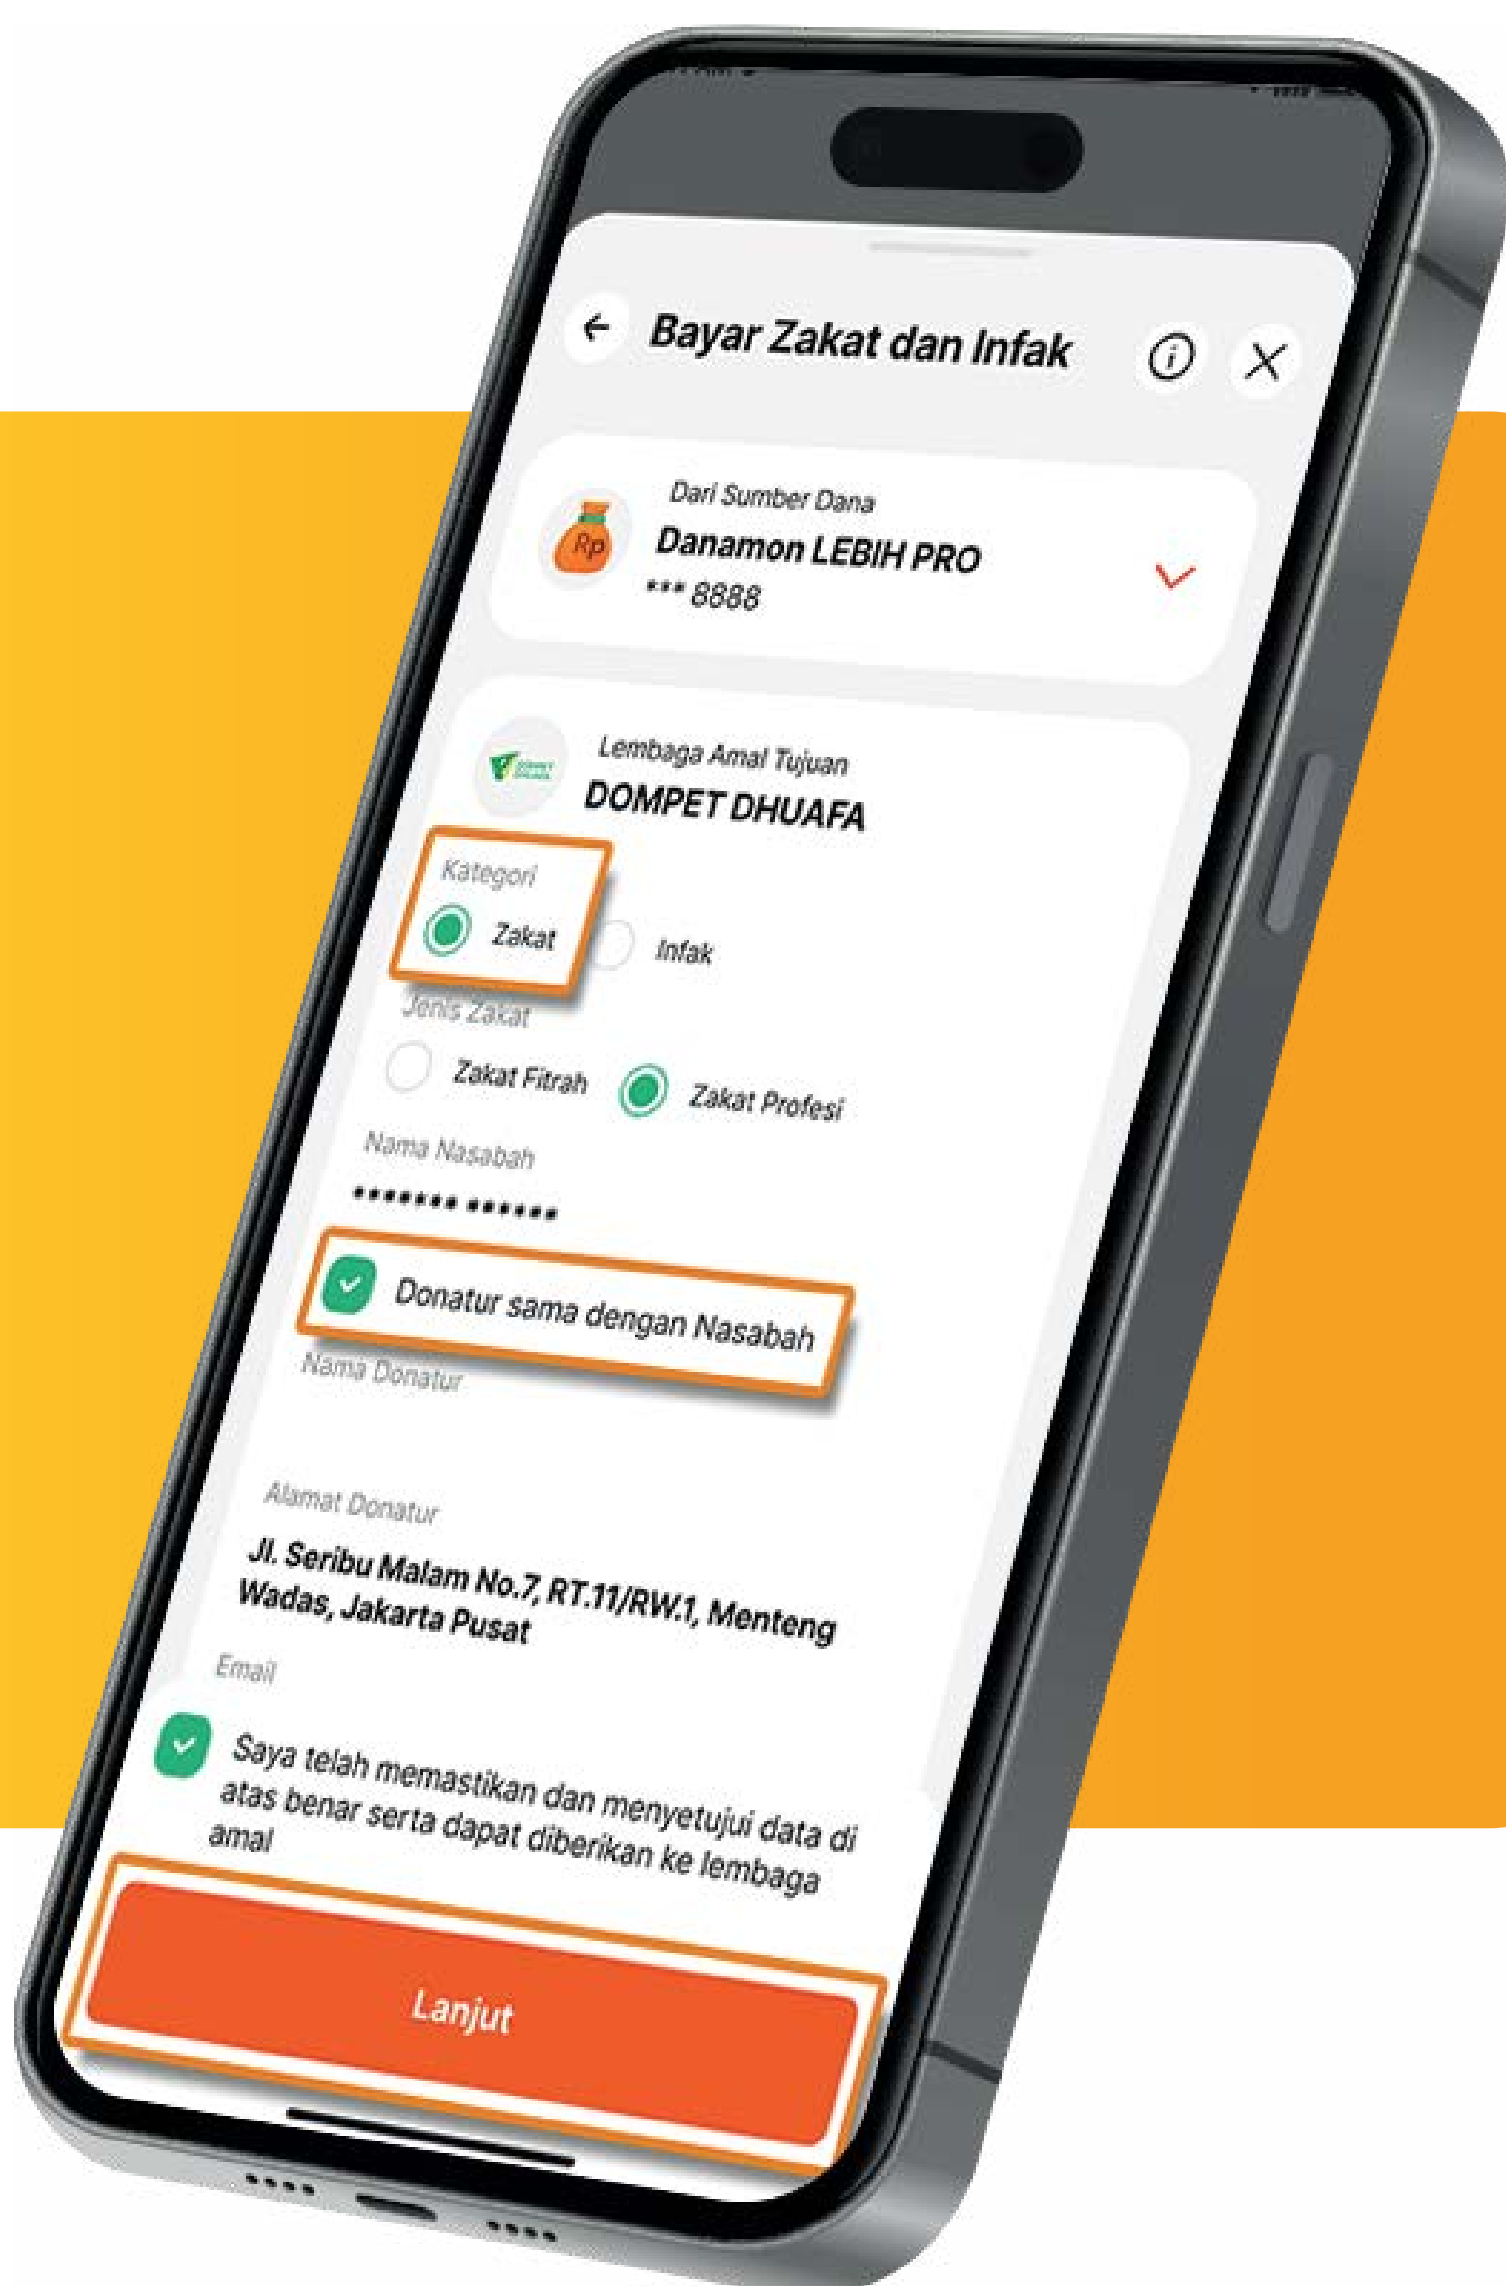 Bayar Zakat dan Infak
Dari Sumber Dana
Rp
Danamon LEBIH PRO
*** 8888
Lembaga Amal Tujuan
DOMPET DHUAFA
DOMPET DHUAFA
Kategori
Zakat
Infak
Jenis Zakat
Zakat Fitrah
Zakat Profesi
Nama Nasabah
••••••• ••••••
Donatur sama dengan Nasabah
Nama Donatur
Alamat Donatur
Jl. Seribu Malam No.7, RT.11/RW.1, Menteng
Wadas, Jakarta Pusat
Email
Saya telah memastikan dan menyetujui data di
atas benar serta dapat diberikan ke lembaga
amal
Lanjut